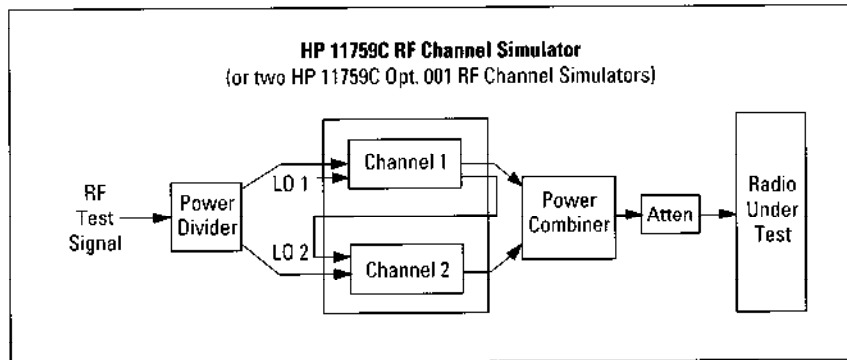 HP 11759C RF Channel Simulator
(or two HP 11759C Opt. 001 RF Channel Simulators)
RF
Test
Signal
Power
Divider
LO 1
LO 2
Channel 1
Channel 2
Power
Combiner
Atten
Radio
Under
Test